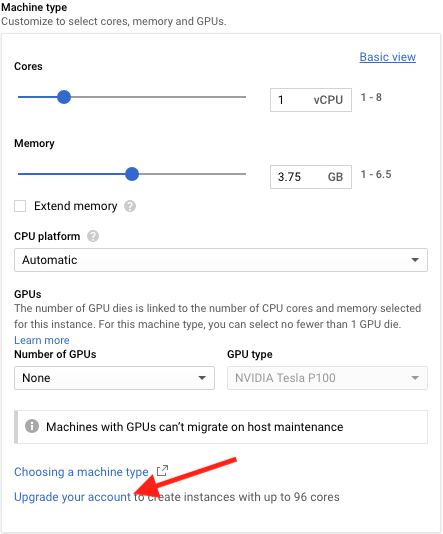 Machine type
Customize to select cores, memory and GPUs.
Basic view
Cores
1 vCPU 1 - 8
Memory
3.75 GB 1 - 6.5
Extend memory ?
CPU platform ?
Automatic
GPUs
The number of GPU dies is linked to the number of CPU cores and memory selected
for this instance. For this machine type, you can select no fewer than 1 GPU die.
Learn more
Number of GPUs GPU type
None NVIDIA Tesla P100
Machines with GPUs can’t migrate on host maintenance
Choosing a machine type
Upgrade your account to create instances with up to 96 cores